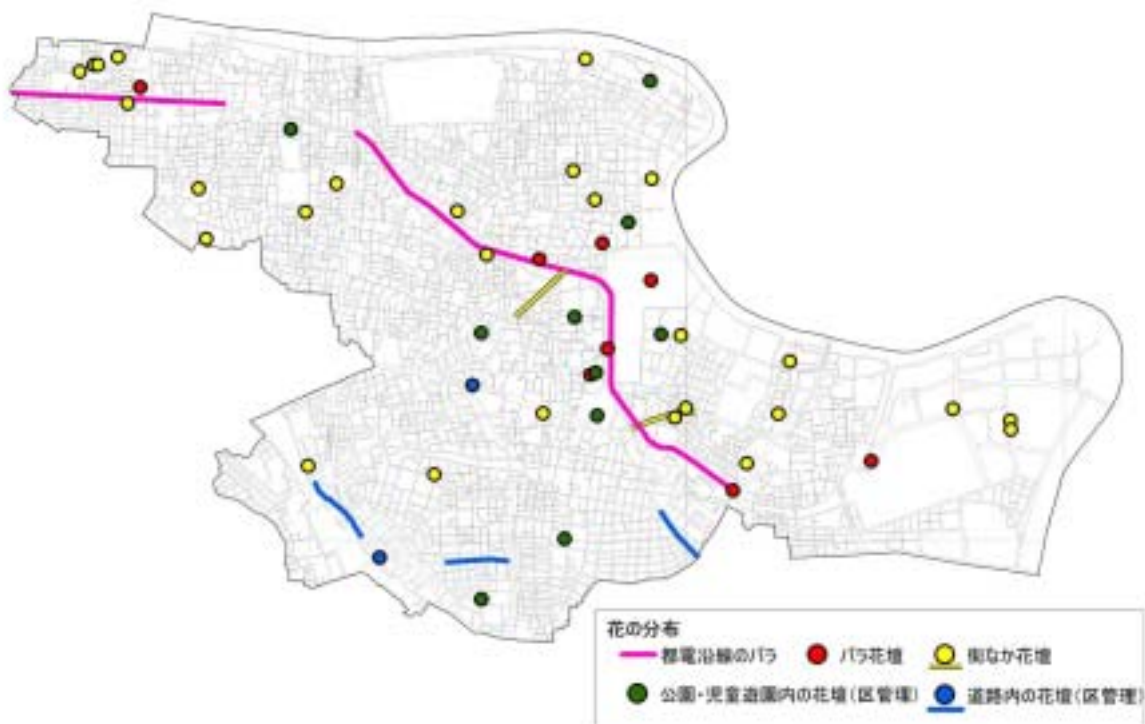 花の分布
都電沿線のバラ
バラ花壇
街なか花壇
公園・児童遊園内の花壇(区管理)
道路内の花壇(区管理)